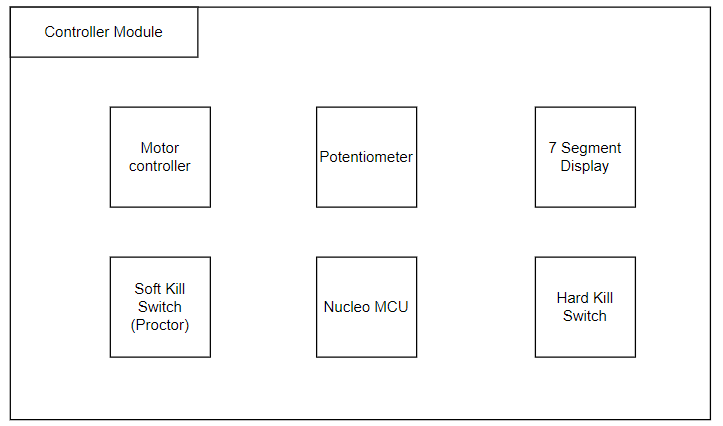 Controller Module
Motor
controller
Potentiometer
7 Segment
Display
Soft Kill
Switch
(Proctor)
Nucleo MCU
Hard Kill
Switch